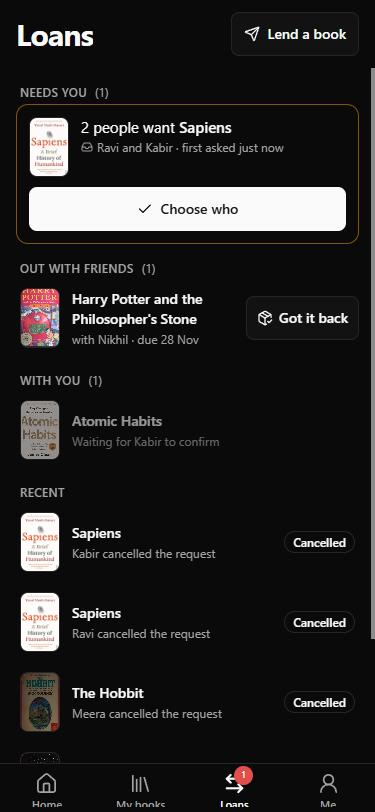 Loans
Lend a book
NEEDS YOU (1)
2 people want Sapiens
Ravi and Kabir · first asked just now
Sapiens
A Brief
History of
Humankind
Choose who
OUT WITH FRIENDS (1)
HARRY
POTTER
Harry Potter and the
Philosopher's Stone
with Nikhil · due 28 Nov
Got it back
WITH YOU (1)
Atomic
Habits
Atomic Habits
Waiting for Kabir to confirm
RECENT
Sapiens
A Brief
History of
Humankind
Sapiens
Kabir cancelled the request
Cancelled
Sapiens
A Brief
History of
Humankind
Sapiens
Ravi cancelled the request
Cancelled
HOBBIT
The Hobbit
Meera cancelled the request
Cancelled
1
Home
My books
Loans
Me